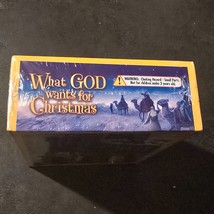 What GOD
wants for
Christmas
WARNING: Choking Hazard - Small Parts
Not for children under 3 years old.